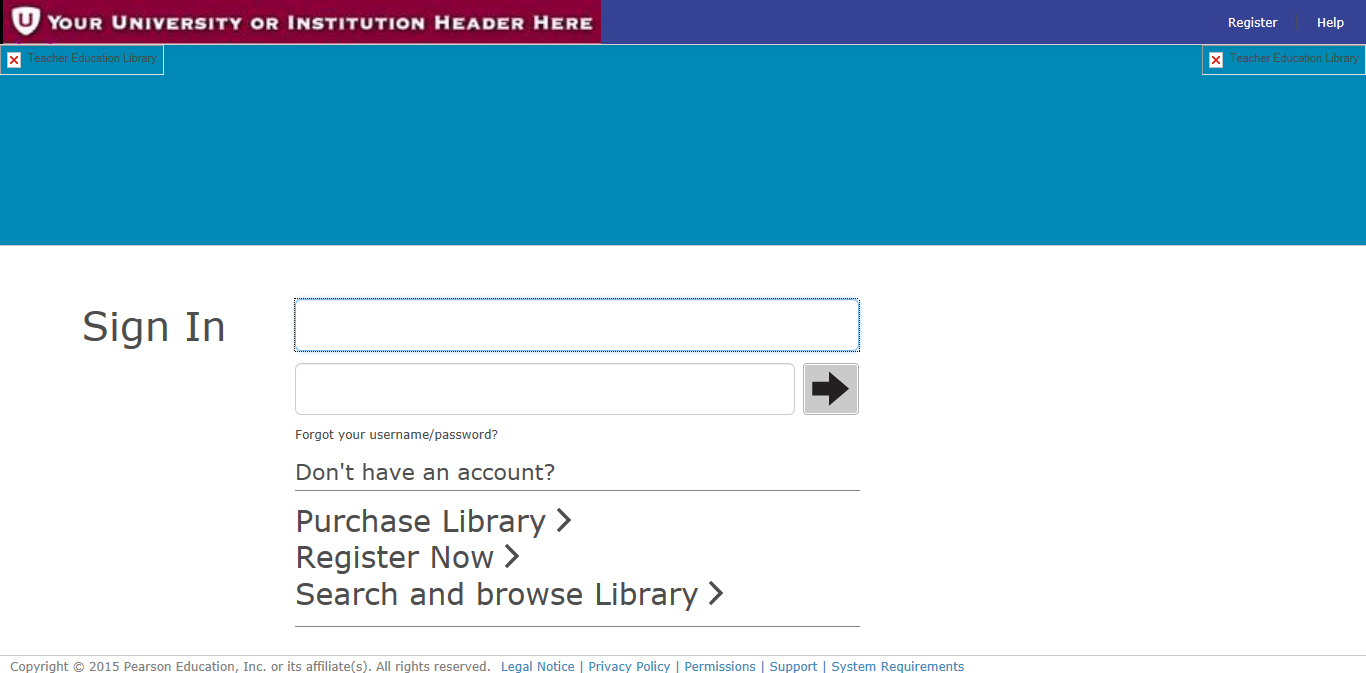 U YOUR UNIVERSITY OR INSTITUTION HEADER HERE
Register | Help
Teacher Education Library
Teacher Education Library
Sign In
Forgot your username/password?
Don't have an account?
Purchase Library
Register Now
Search and browse Library
Copyright © 2015 Pearson Education, Inc. or its affiliate(s). All rights reserved. Legal Notice | Privacy Policy | Permissions | Support | System Requirements